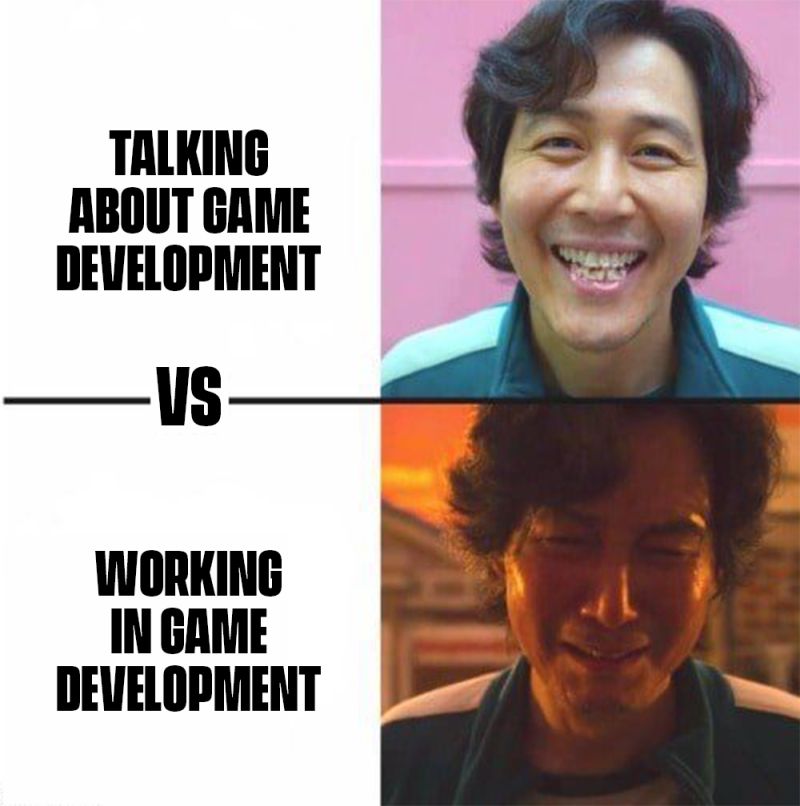 TALKING
ABOUT GAME
DEVELOPMENT
VS
WORKING
IN GAME
DEVELOPMENT